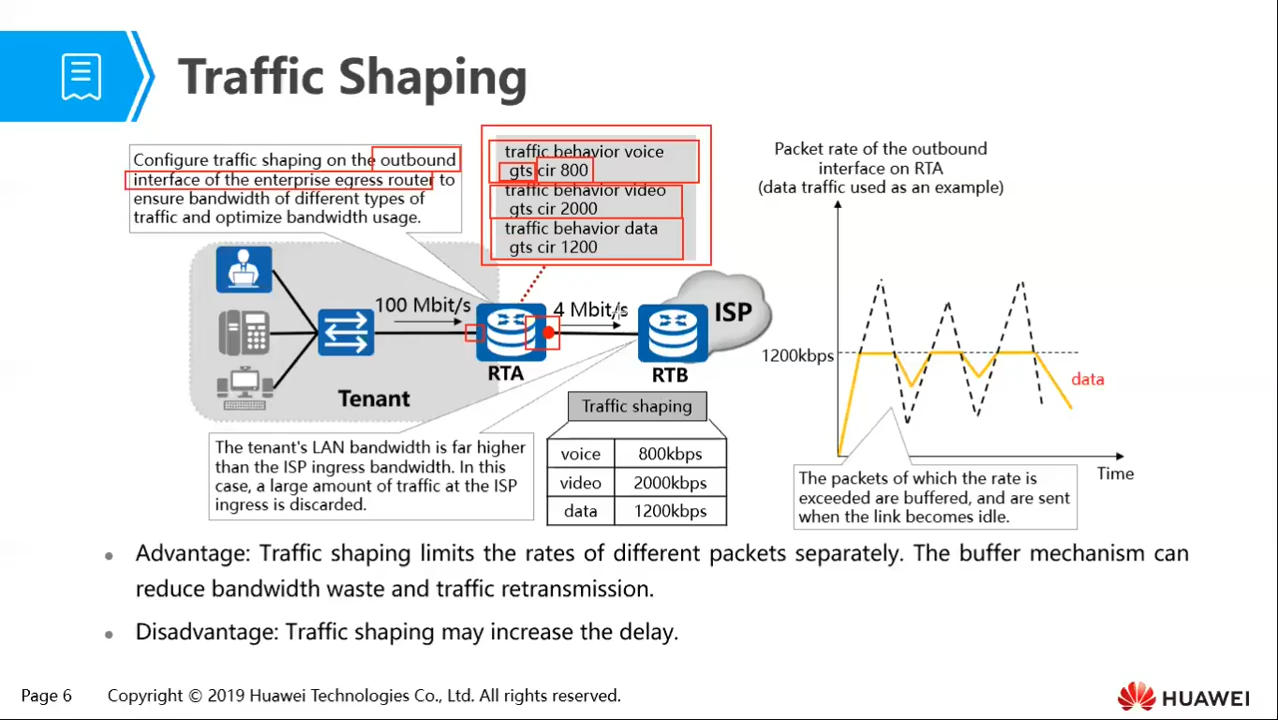 Traffic Shaping
Configure traffic shaping on the outbound
interface of the enterprise egress router to
ensure bandwidth of different types of
traffic and optimize bandwidth usage.
traffic behavior voice
gts cir 800
traffic behavior video
gts cir 2000
traffic behavior data
gts cir 1200
Packet rate of the outbound
interface on RTA
(data traffic used as an example)
100 Mbit/s
4 Mbit/s
ISP
RTA
RTB
Tenant
1200kbps
data
Time
The tenant's LAN bandwidth is far higher
than the ISP ingress bandwidth. In this
case, a large amount of traffic at the ISP
ingress is discarded.
Traffic shaping
voice 800kbps
video 2000kbps
data 1200kbps
The packets of which the rate is
exceeded are buffered, and are sent
when the link becomes idle.
• Advantage: Traffic shaping limits the rates of different packets separately. The buffer mechanism can
reduce bandwidth waste and traffic retransmission.
• Disadvantage: Traffic shaping may increase the delay.
Page 6 Copyright © 2019 Huawei Technologies Co., Ltd. All rights reserved.
HUAWEI